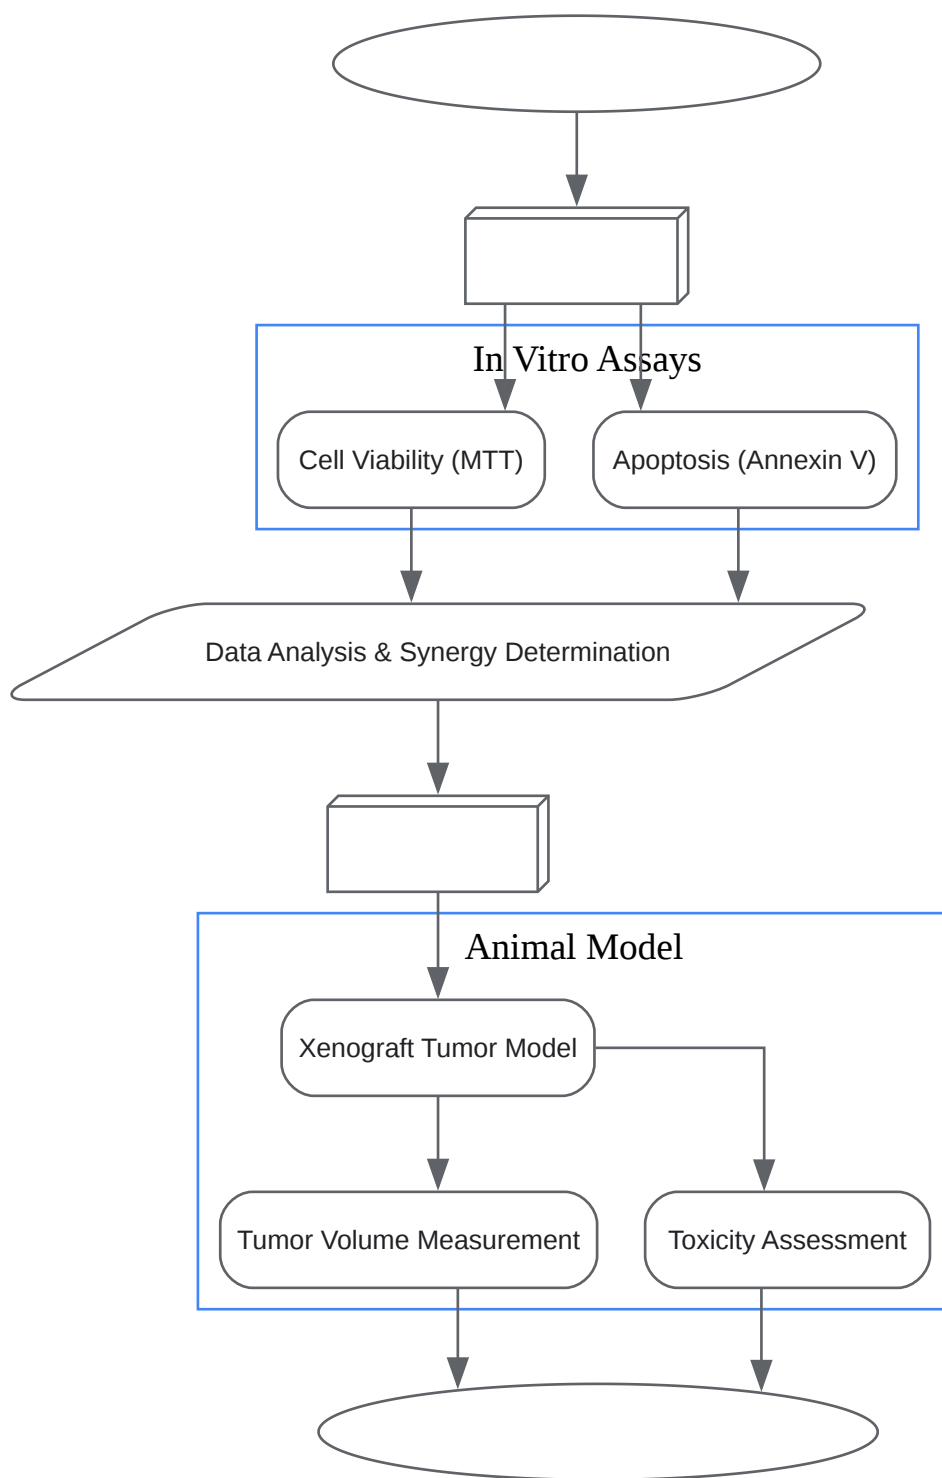 In Vitro Assays
Cell Viability (MTT)
Apoptosis (Annexin V)
Data Analysis & Synergy Determination
Animal Model
Xenograft Tumor Model
Tumor Volume Measurement
Toxicity Assessment